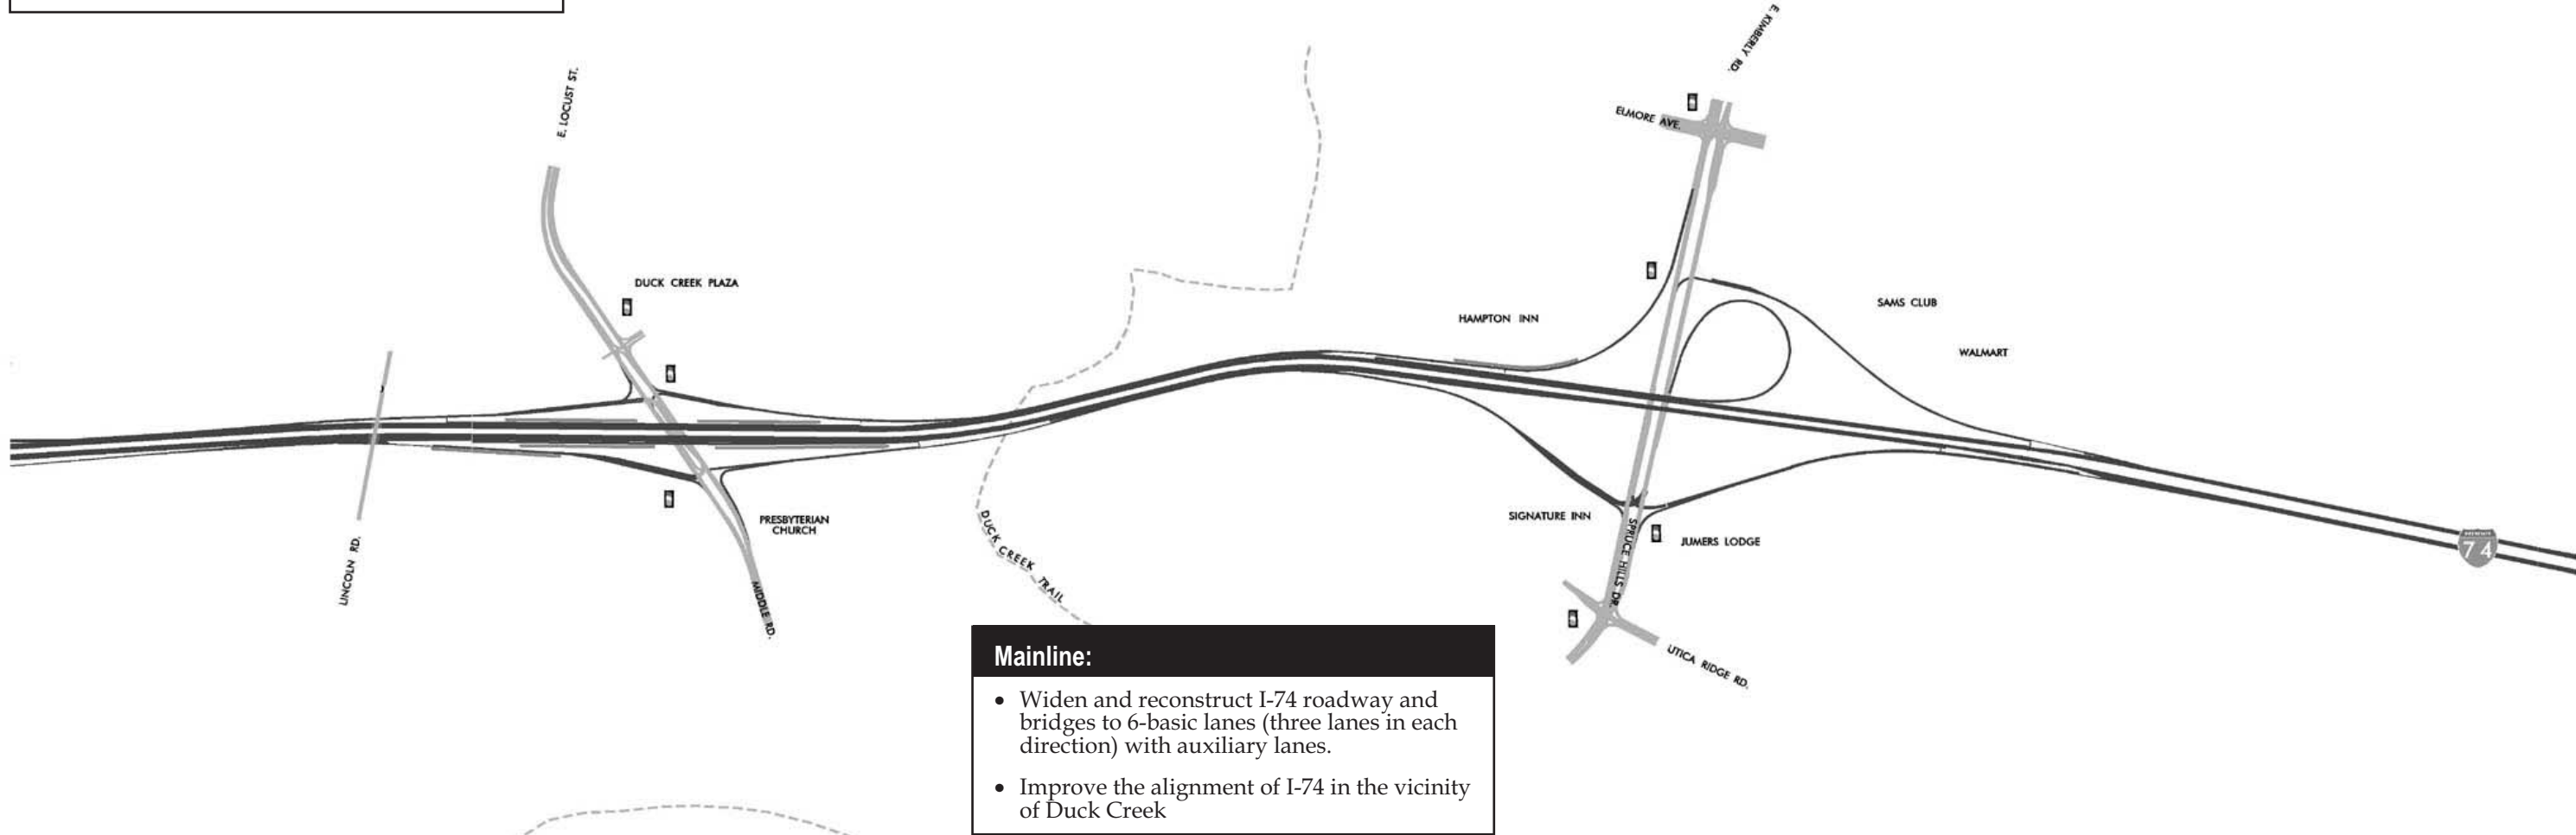 E. KIMBERLY RD.
E. LOCUST ST.
ELMORE AVE.
DUCK CREEK PLAZA
SAMS CLUB
HAMPTON INN
WALMART
PRESBYTERIAN
CHURCH
SIGNATURE INN
SPRUCE HILLS DR.
JUMERS LODGE
74
LINCOLN RD.
DUCK CREEK TRAIL
MIDDLE RD.
UTICA RIDGE RD.
Mainline:
• Widen and reconstruct I-74 roadway and
bridges to 6-basic lanes (three lanes in each
direction) with auxiliary lanes.
• Improve the alignment of I-74 in the vicinity
of Duck Creek